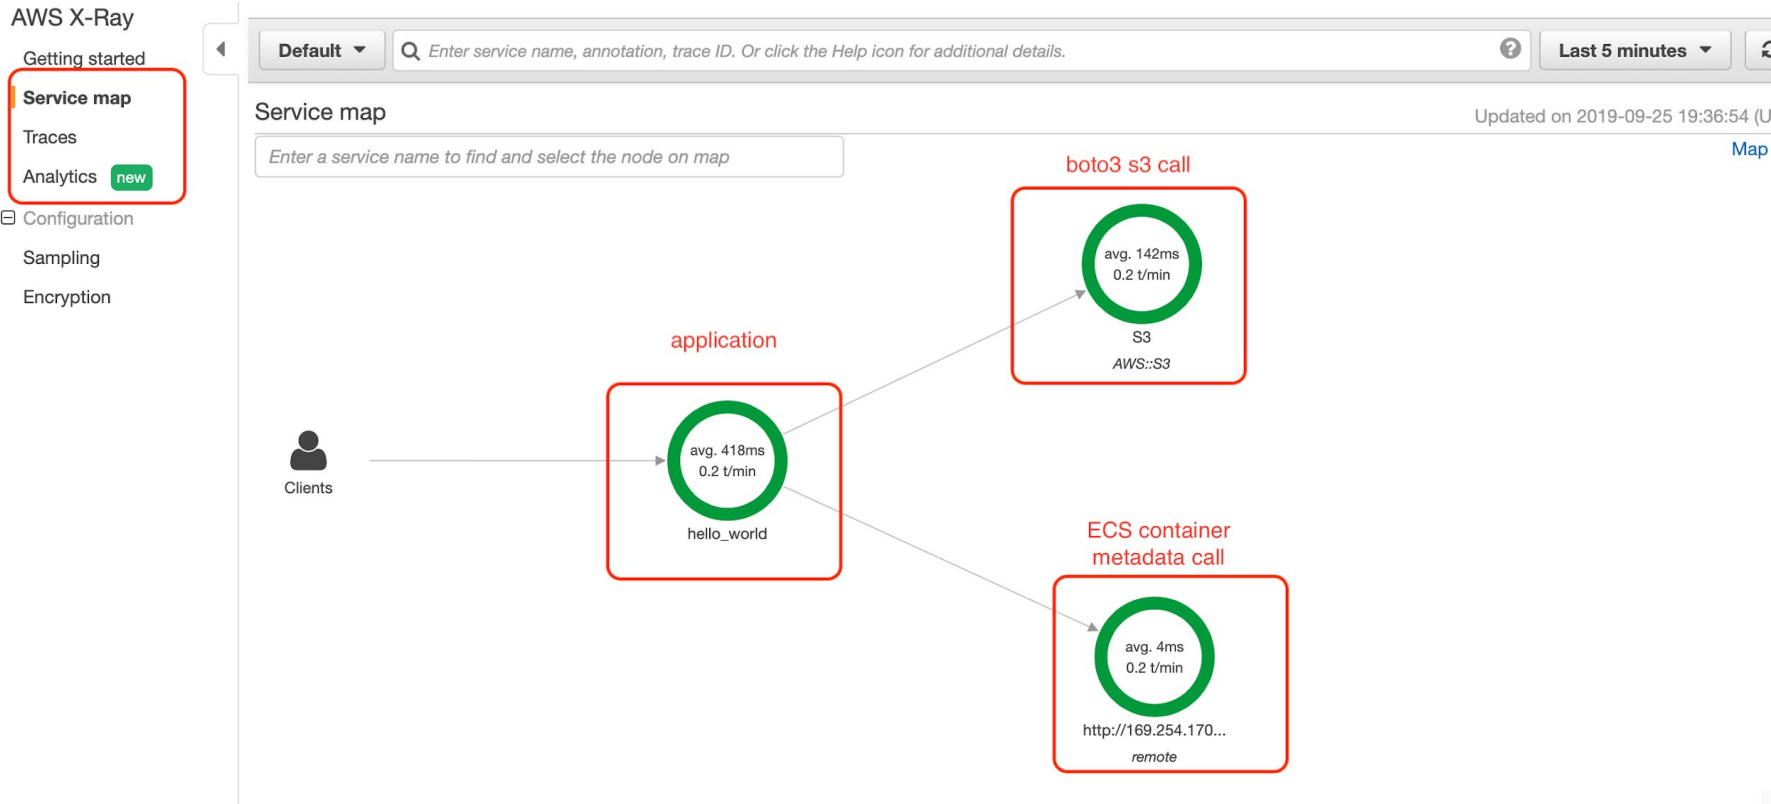 AWS X-Ray
Getting started
Service map
Traces
Analytics new
Configuration
Sampling
Encryption
Default
Enter service name, annotation, trace ID. Or click the Help icon for additional details.
?
Last 5 minutes
Service map
Updated on 2019-09-25 19:36:54 (U
Enter a service name to find and select the node on map
Map
boto3 s3 call
avg. 142ms
0.2 t/min
S3
AWS::S3
application
avg. 418ms
0.2 t/min
hello_world
Clients
ECS container
metadata call
avg. 4ms
0.2 t/min
http://169.254.170...
remote